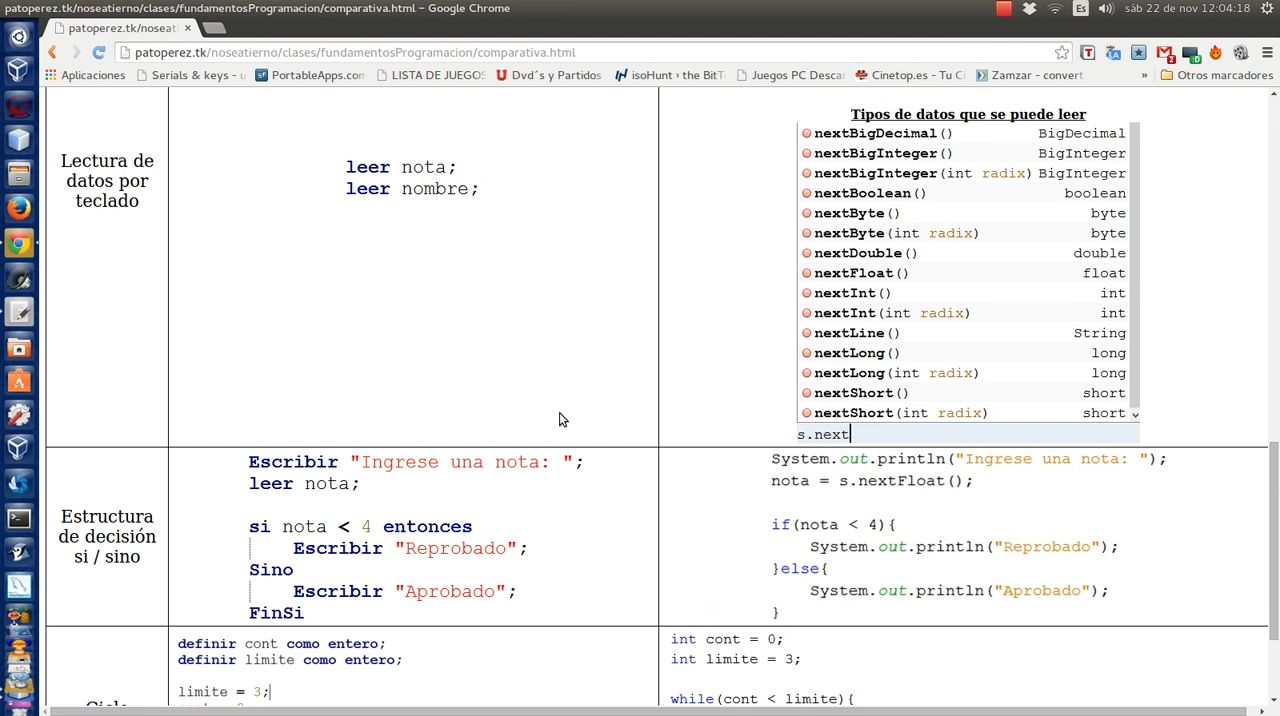 patoperez.tk/noseatierno/clases/fundamentosProgramacion/comparativa.html - Google Chrome
Es
sáb 22 de nov 12:04:18
patoperez.tk/noseati
patoperez.tk/noseatierno/clases/fundamentosProgramacion/comparativa.html
Aplicaciones
Serials & keys - u
PortableApps.com
LISTA DE JUEGOS
Dvd´s y Partidos
isoHunt › the BitT
Juegos PC Descar
Cinetop.es - Tu Ci
Zamzar - convert
»
Otros marcadores
Lectura de
datos por
teclado
leer nota;
leer nombre;
Tipos de datos que se puede leer
nextBigDecimal() BigDecimal
nextBigInteger() BigInteger
nextBigInteger(int radix) BigInteger
nextBoolean() boolean
nextByte() byte
nextByte(int radix) byte
nextDouble() double
nextFloat() float
nextInt() int
nextInt(int radix) int
nextLine() String
nextLong() long
nextLong(int radix) long
nextShort() short
nextShort(int radix) short
s.next
Estructura
de decisión
si / sino
Escribir "Ingrese una nota: ";
leer nota;
si nota < 4 entonces
Escribir "Reprobado";
Sino
Escribir "Aprobado";
FinSi
System.out.println("Ingrese una nota: ");
nota = s.nextFloat();
if(nota < 4){
System.out.println("Reprobado");
}else{
System.out.println("Aprobado");
}
definir cont como entero;
definir limite como entero;
limite = 3;
int cont = 0;
int limite = 3;
while(cont < limite){